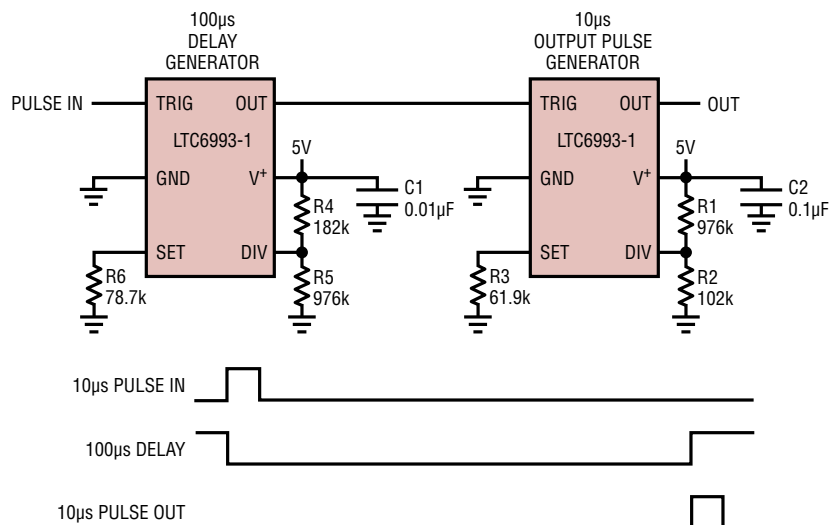 100µs
DELAY
GENERATOR
10µs
OUTPUT PULSE
GENERATOR
PULSE IN
TRIG
OUT
LTC6993-1
GND
V+
SET
DIV
5V
R4
182k
C1
0.01µF
R5
976k
R6
78.7k
TRIG
OUT
OUT
LTC6993-1
GND
V+
SET
DIV
5V
R1
976k
C2
0.1µF
R2
102k
R3
61.9k
10µs PULSE IN
100µs DELAY
10µs PULSE OUT